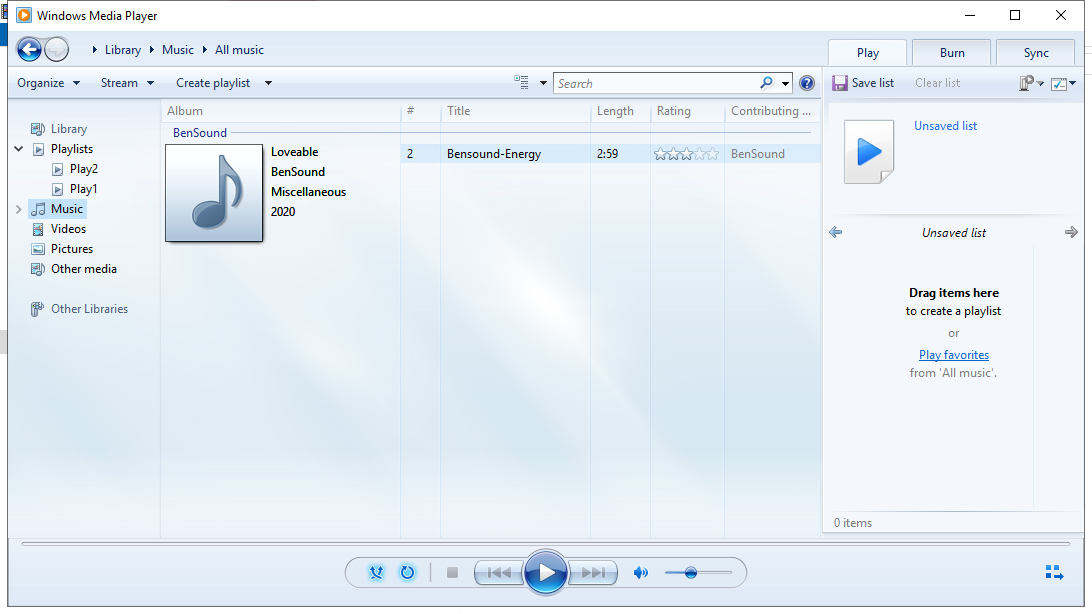 Windows Media Player
Library Music All music
Play Burn Sync
Organize Stream Create playlist Search Save list Clear list
Album # Title Length Rating Contributing ...
BenSound
Loveable
BenSound
Miscellaneous
2020
2 Bensound-Energy 2:59 BenSound
Library
Playlists
Play2
Play1
Music
Videos
Pictures
Other media
Other Libraries
Unsaved list
Unsaved list
Drag items here
to create a playlist
or
Play favorites
from 'All music'.
0 items